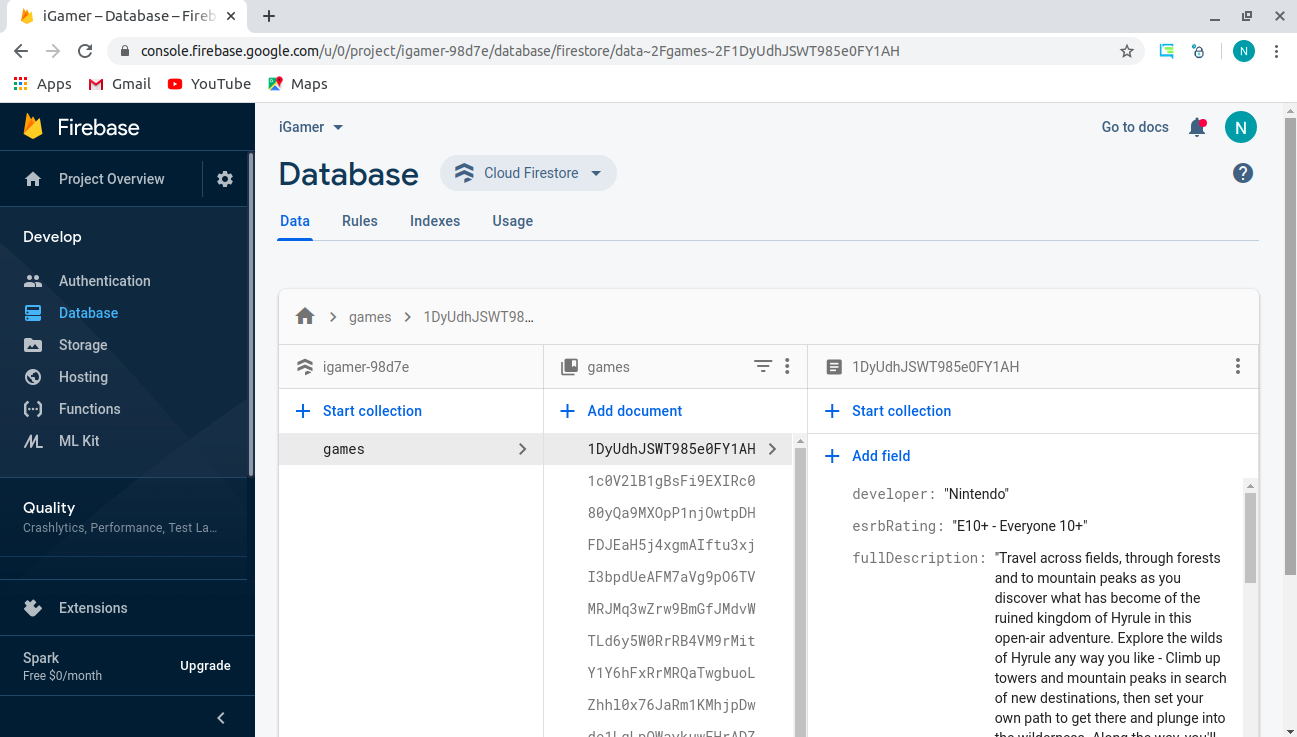 iGamer – Database – Fireb
console.firebase.google.com/u/0/project/igamer-98d7e/database/firestore/data~2Fgames~2F1DyUdhJSWT985e0FY1AH
N
Apps
Gmail
YouTube
Maps
Firebase
Project Overview
Develop
Authentication
Database
Storage
Hosting
Functions
ML Kit
Quality
Crashlytics, Performance, Test La...
Extensions
Spark
Free $0/month
Upgrade
iGamer
Go to docs
N
Database
Cloud Firestore
Data
Rules
Indexes
Usage
games
1DyUdhJSWT98...
igamer-98d7e
Start collection
games
games
Add document
1DyUdhJSWT985e0FY1AH
1c0V2lB1gBsFi9EXIRc0
80yQa9MXOpP1njOwtpDH
FDJEaH5j4xgmAIftu3xj
I3bpdUeAFM7aVg9pO6TV
MRJMq3wZrw9BmGfJMdvW
TLd6y5W0RrRB4VM9rMit
Y1Y6hFxRrMRQaTwgbuoL
Zhhl0x76JaRm1KMhjpDw
1DyUdhJSWT985e0FY1AH
Start collection
Add field
developer: "Nintendo"
esrbRating: "E10+ - Everyone 10+"
fullDescription: "Travel across fields, through forests
and to mountain peaks as you
discover what has become of the
ruined kingdom of Hyrule in this
open-air adventure. Explore the wilds
of Hyrule any way you like - Climb up
towers and mountain peaks in search
of new destinations, then set your
own path to get there and plunge into
the wilderness. Along the way, you'll